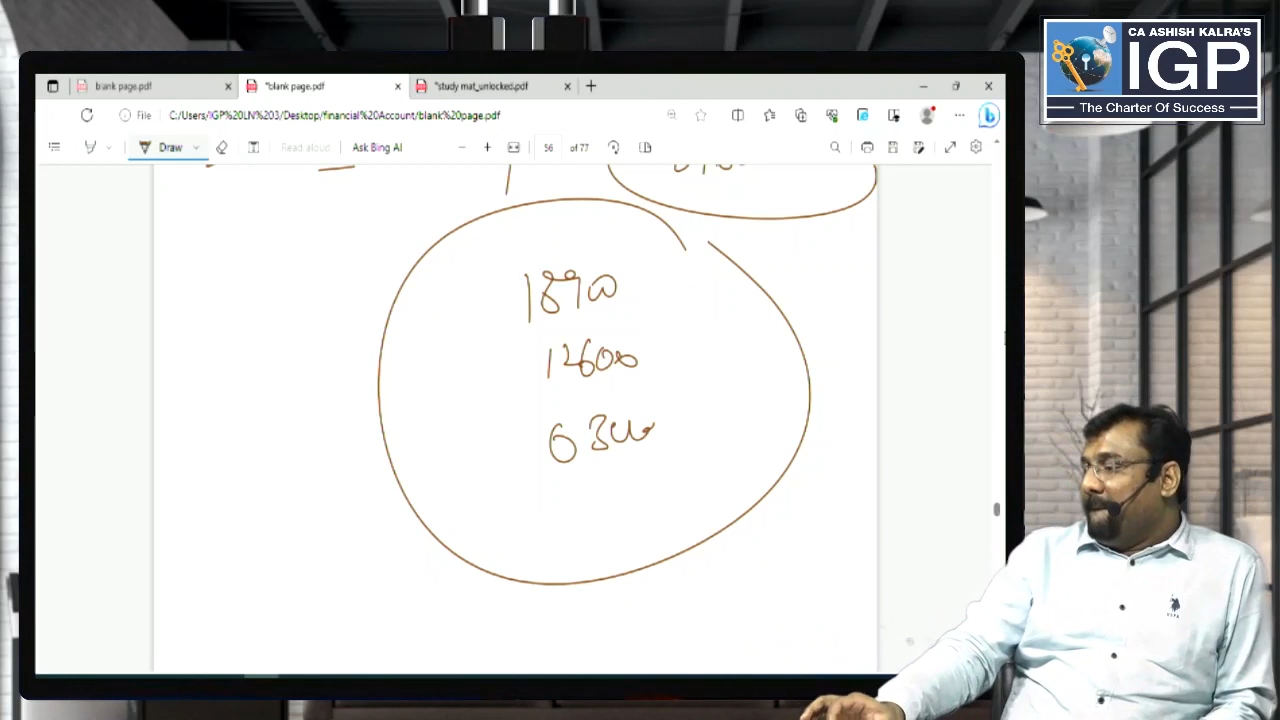 CA ASHISH KALRA'S
IGP
The Charter Of Success
blank page.pdf
*blank page.pdf
*study mat_unlocked.pdf
File
C:/Users/IGP%20LN%203/Desktop/financial%20Account/blank%20page.pdf
Draw
Read aloud
Ask Bing AI
56
of 77
18900
12600
6300